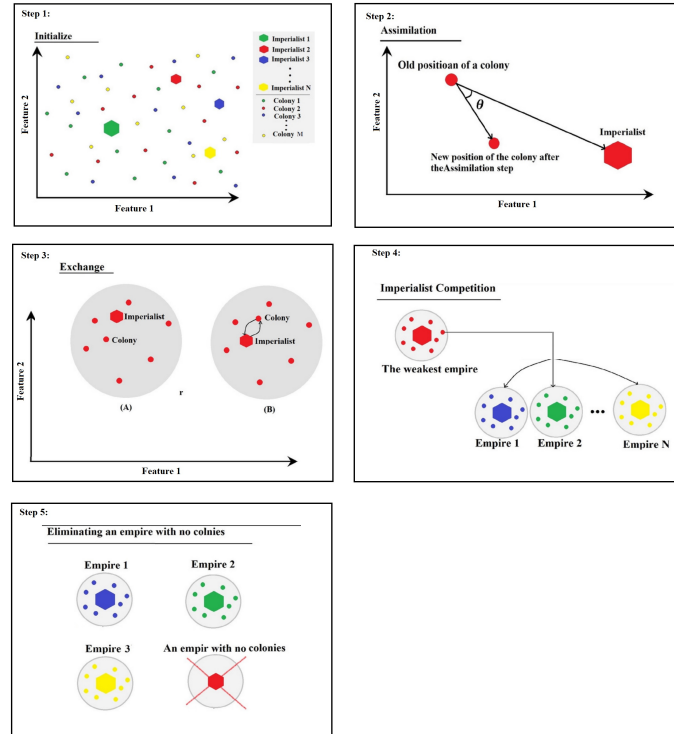 Step 1:
Initialize
Imperialist 1
Imperialist 2
Imperialist 3
Imperialist N
Colony 1
Colony 2
Colony 3
Colony M
Feature 2
Feature 1
Step 2:
Assimilation
Old positioan of a colony
θ
Imperialist
New position of the colony after
theAssimilation step
Feature 2
Feature 1
Step 3:
Exchange
Imperialist
Colony
(A)
r
Colony
Imperialist
(B)
Feature 2
Feature 1
Step 4:
Imperialist Competition
The weakest empire
Empire 1
Empire 2
Empire N
Step 5:
Eliminating an empire with no colnies
Empire 1
Empire 2
Empire 3
An empir with no colonies